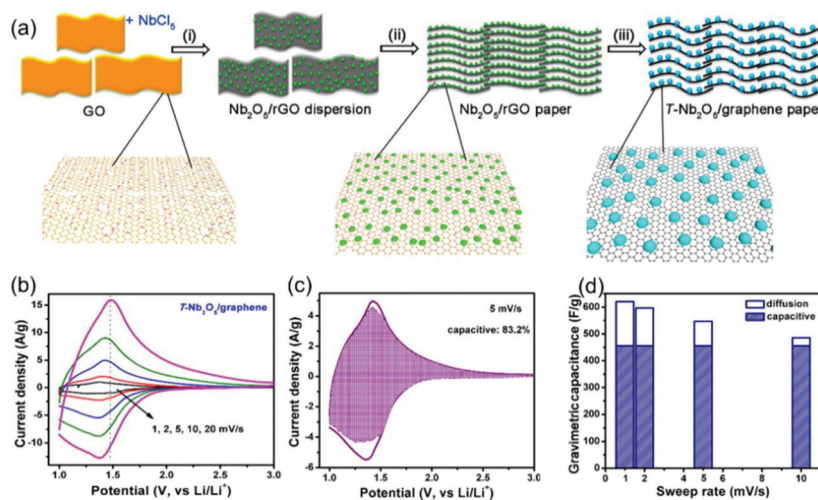 (a)
+ NbCl5
(i)
(ii)
(iii)
GO
Nb2O5/rGO dispersion
Nb2O5/rGO paper
T-Nb2O5/graphene paper
(b)
Current density (A/g)
15
10
5
0
-5
-10
T-Nb2O5/graphene
1, 2, 5, 10, 20 mV/s
1.0 1.5 2.0 2.5 3.0
Potential (V, vs Li/Li+)
(c)
Current density (A/g)
6
4
2
0
-2
-4
-6
5 mV/s
capacitive: 83.2%
1.0 1.5 2.0 2.5 3.0
Potential (V, vs Li/Li+)
(d)
Gravimetric capacitance (F/g)
600
500
400
300
200
100
0
diffusion
capacitive
0 1 2 4 6 8 10
Sweep rate (mV/s)